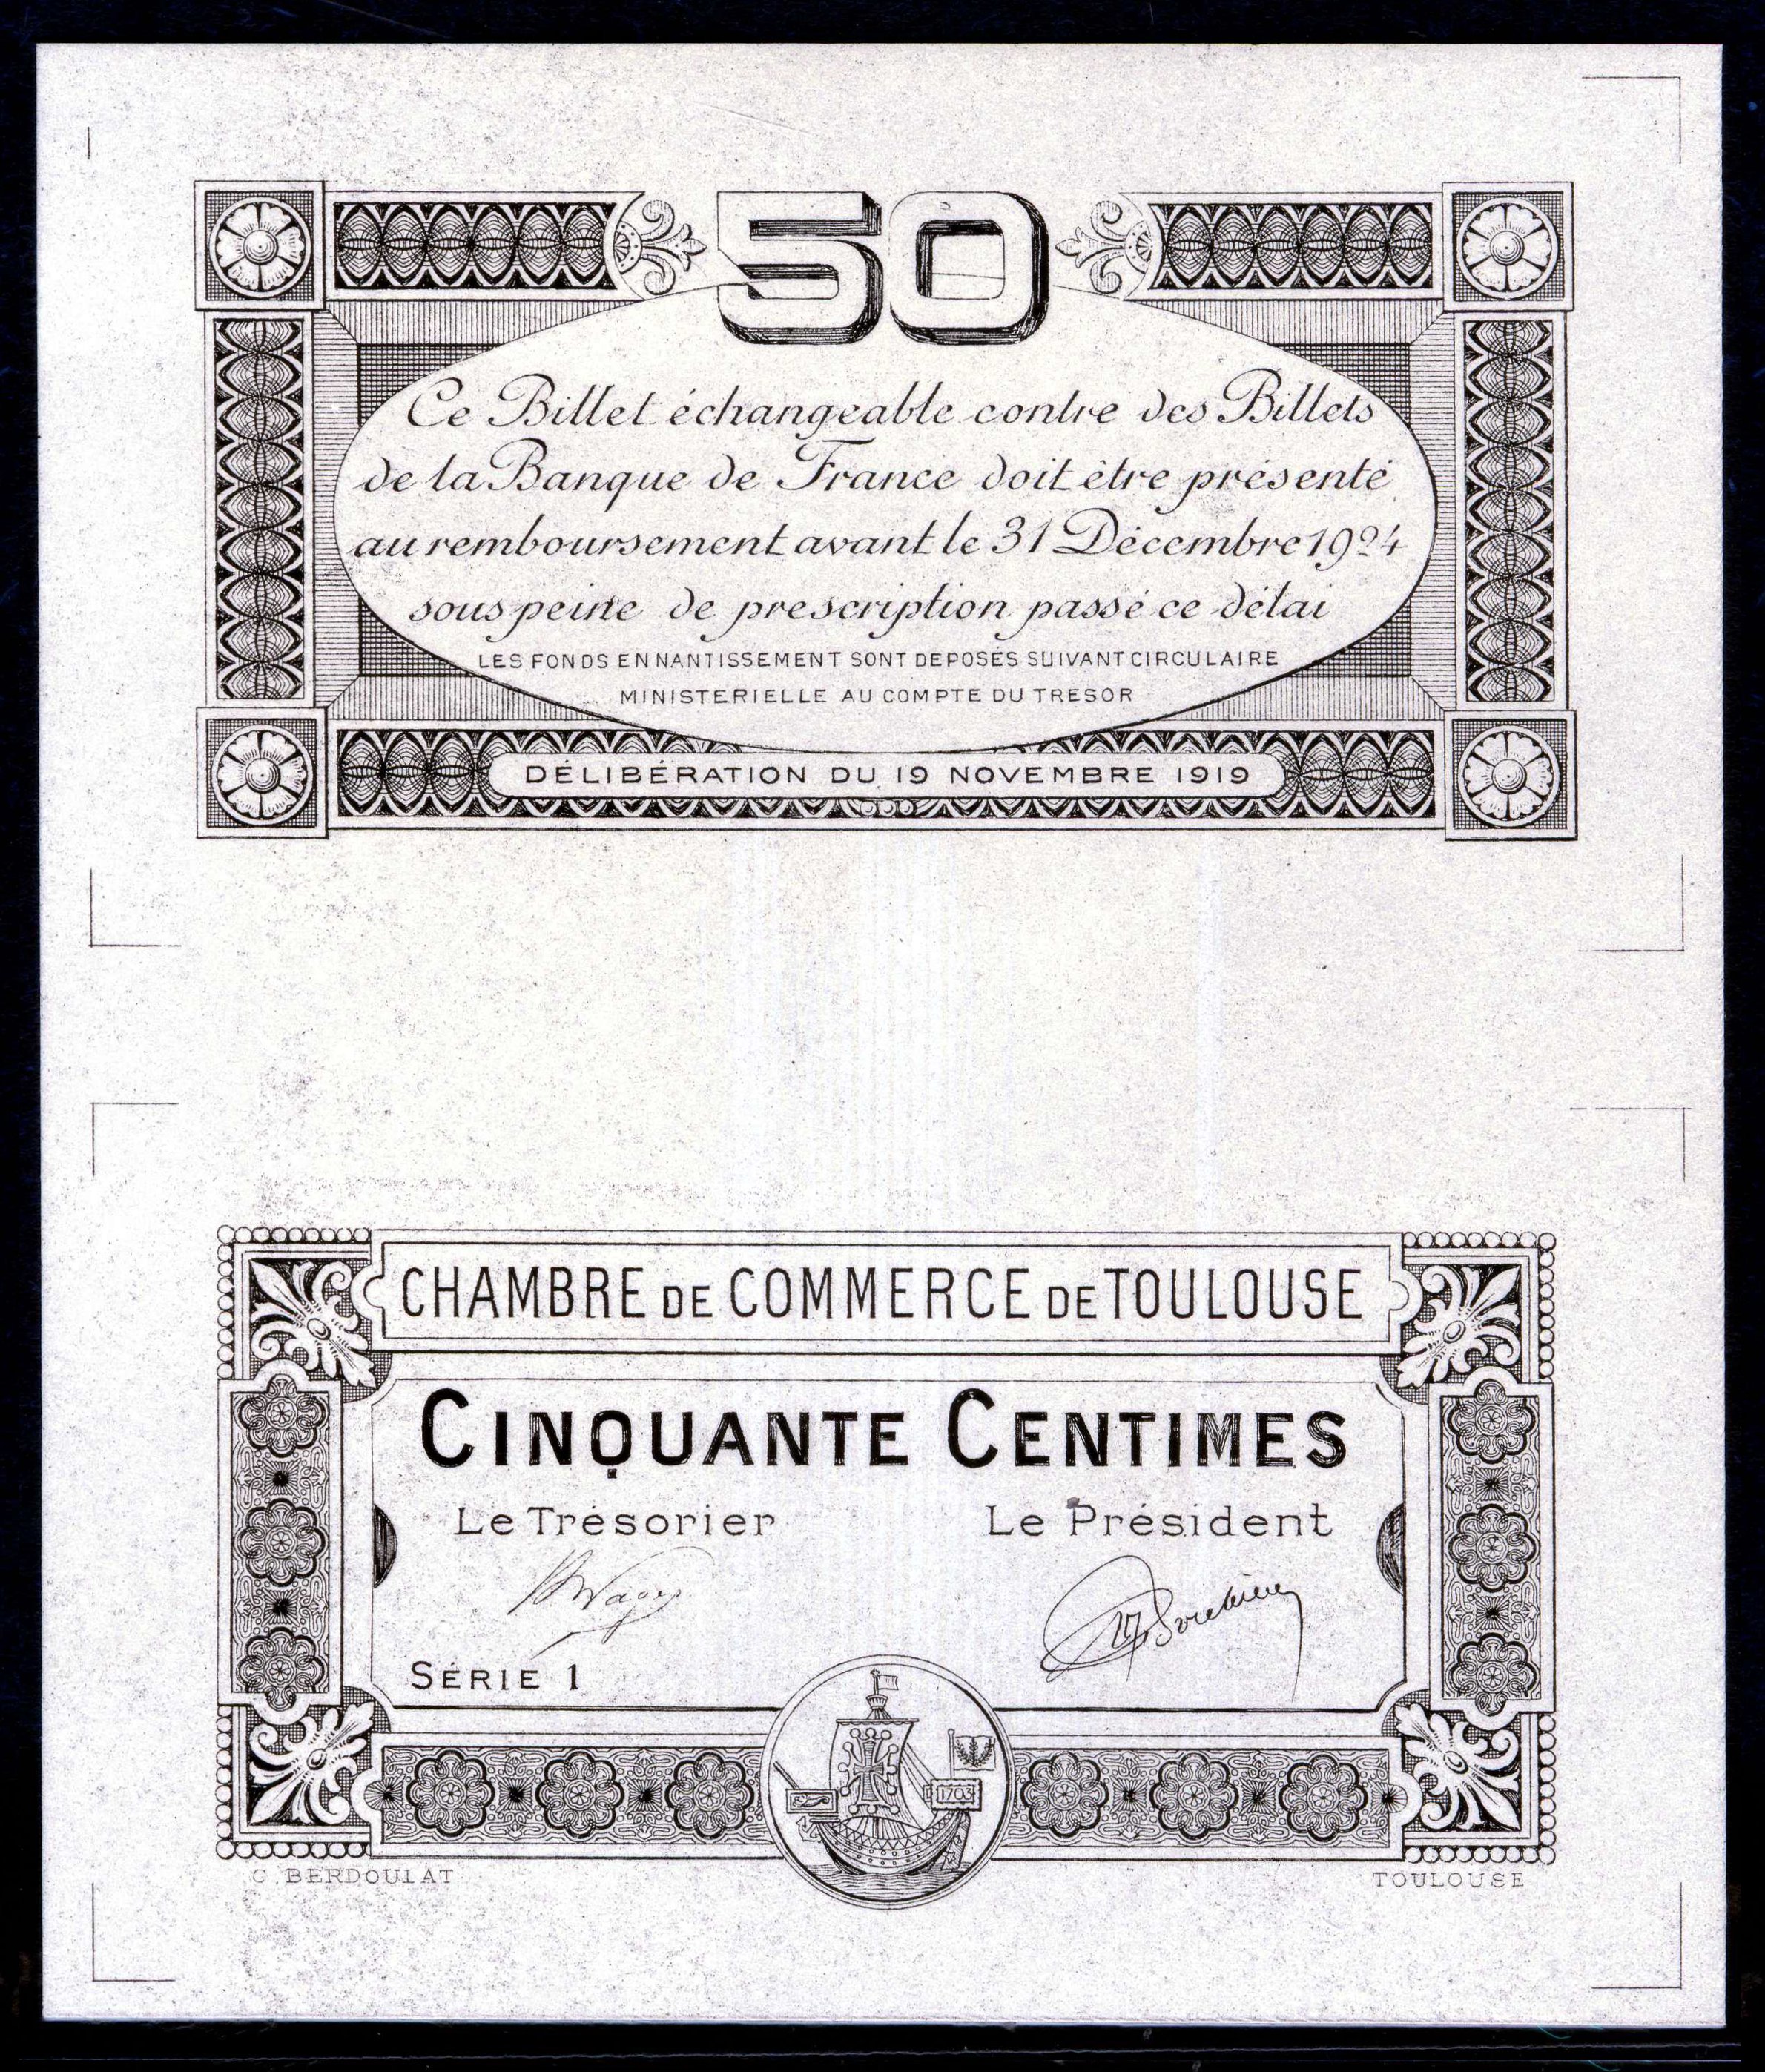 50
Ce Billet échangeable contre des Billets
de la Banque de France doit être présenté
au remboursement avant le 31 Décembre 1924
sous peine de prescription passé ce délai
LES FONDS EN NANTISSEMENT SONT DEPOSÉS SUIVANT CIRCULAIRE
MINISTERIELLE AU COMPTE DU TRESOR
DÉLIBÉRATION DU 19 NOVEMBRE 1919
CHAMBRE DE COMMERCE DE TOULOUSE
CINQUANTE CENTIMES
Le Trésorier Le Président
SÉRIE 1
1703
C. BERDOULAT TOULOUSE